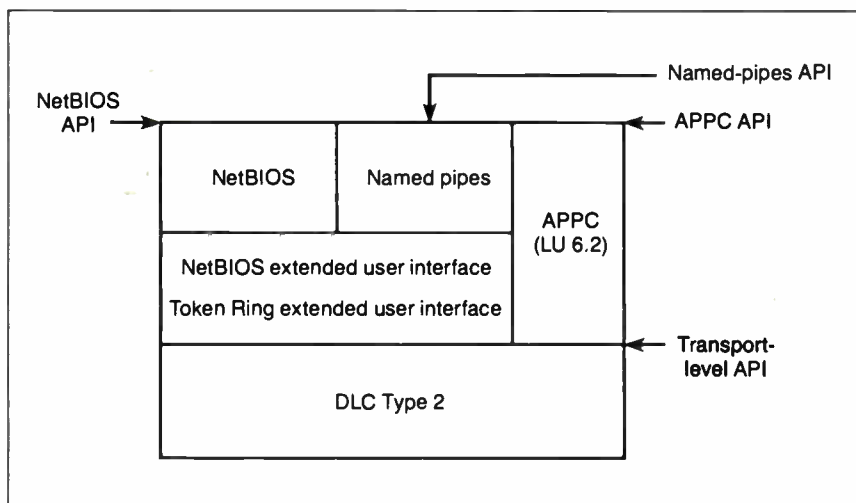 Named-pipes API
NetBIOS
API
APPC API
NetBIOS
Named pipes
APPC
(LU 6.2)
NetBIOS extended user interface
Token Ring extended user interface
Transport-
level API
DLC Type 2